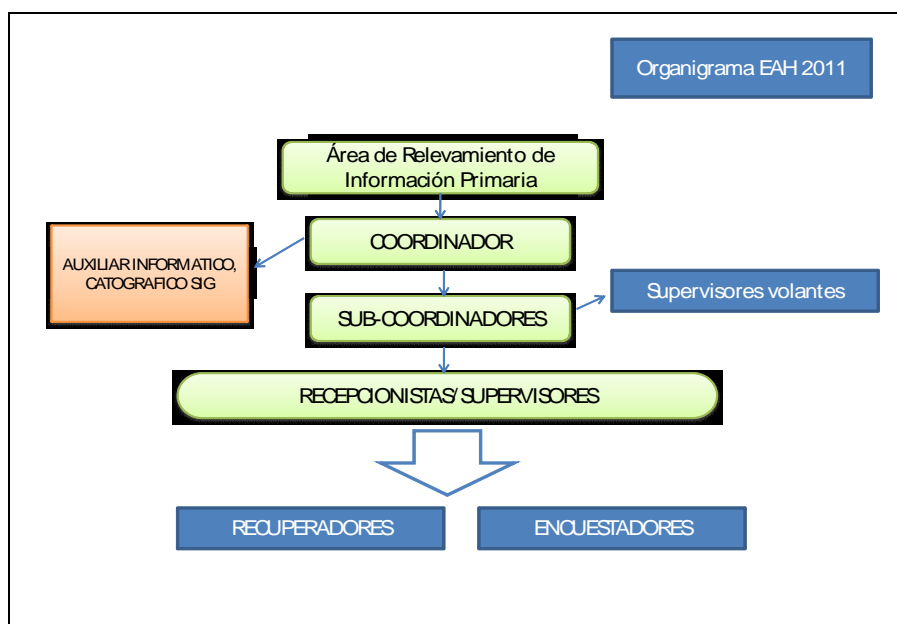 Organigrama EAH 2011
Área de Relevamiento de
Información Primaria
COORDINADOR
AUXILIAR INFORMATICO,
CATOGRAFICO SIG
Supervisores volantes
SUB-COORDINADORES
RECEPCIONISTAS/ SUPERVISORES
RECUPERADORES
ENCUESTADORES